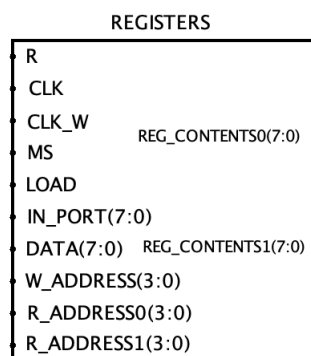 REGISTERS
R
CLK
CLK_W
REG_CONTENTS0(7:0)
MS
LOAD
IN_PORT(7:0)
DATA(7:0) REG_CONTENTS1(7:0)
W_ADDRESS(3:0)
R_ADDRESS0(3:0)
R_ADDRESS1(3:0)